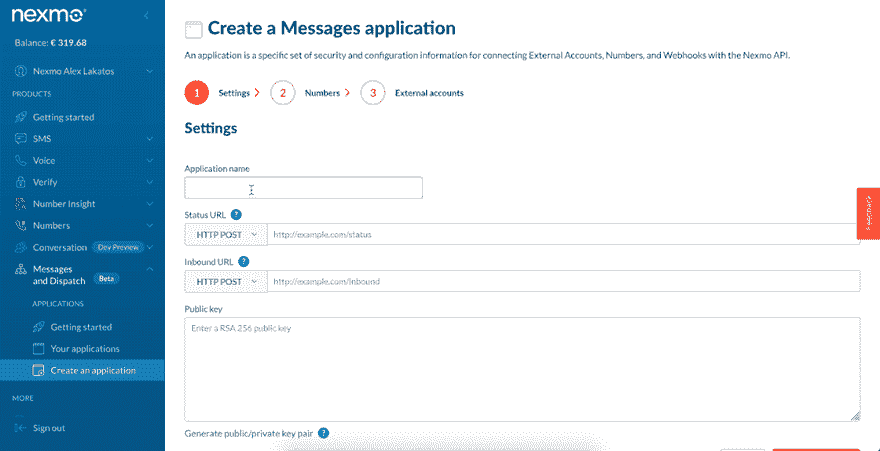 nexmo
Balance: € 319.68
Nexmo Alex Lakatos
PRODUCTS
Getting started
SMS
Voice
Verify
Number Insight
Numbers
Conversation Dev Preview
Messages
and Dispatch Beta
APPLICATIONS
Getting started
Your applications
Create an application
MORE
Sign out
Create a Messages application
An application is a specific set of security and configuration information for connecting External Accounts, Numbers, and Webhooks with the Nexmo API.
1 Settings 2 Numbers 3 External accounts
Settings
Application name
Status URL ?
HTTP POST http://example.com/status
Inbound URL ?
HTTP POST http://example.com/inbound
Public key
Enter a RSA 256 public key
Generate public/private key pair ?
Feedback